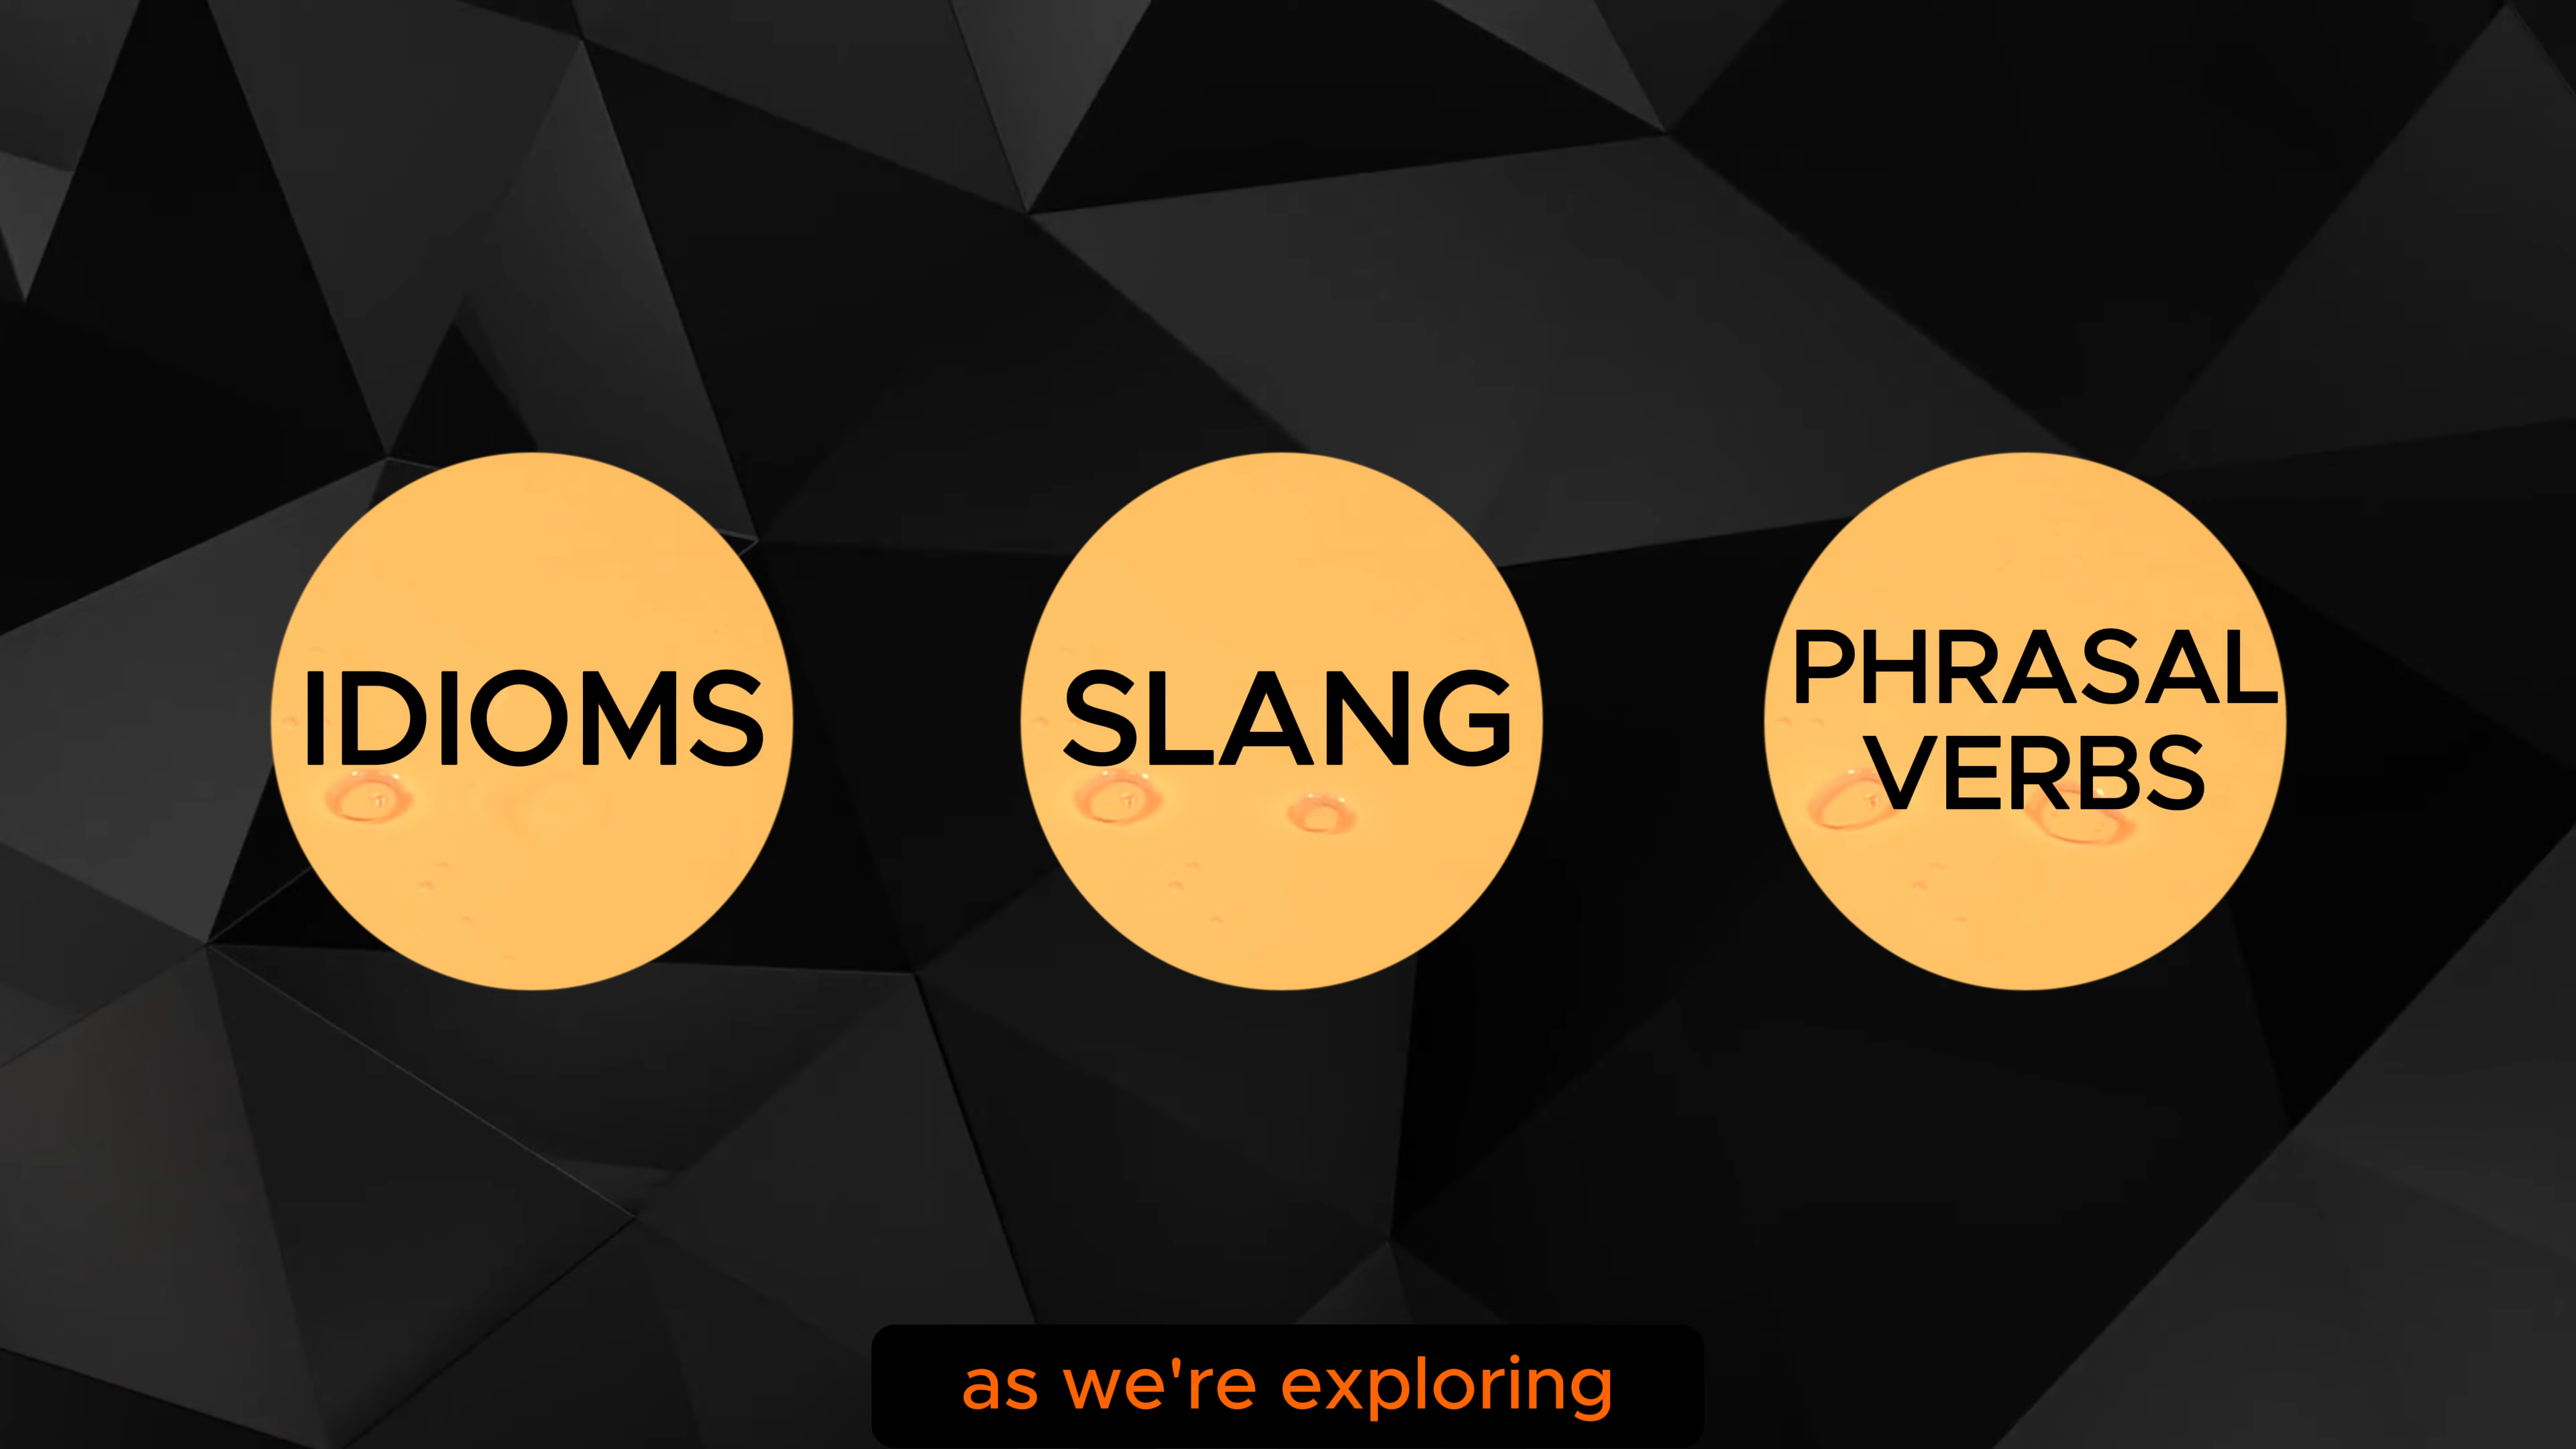 IDIOMS
SLANG
PHRASAL
VERBS
as we're exploring